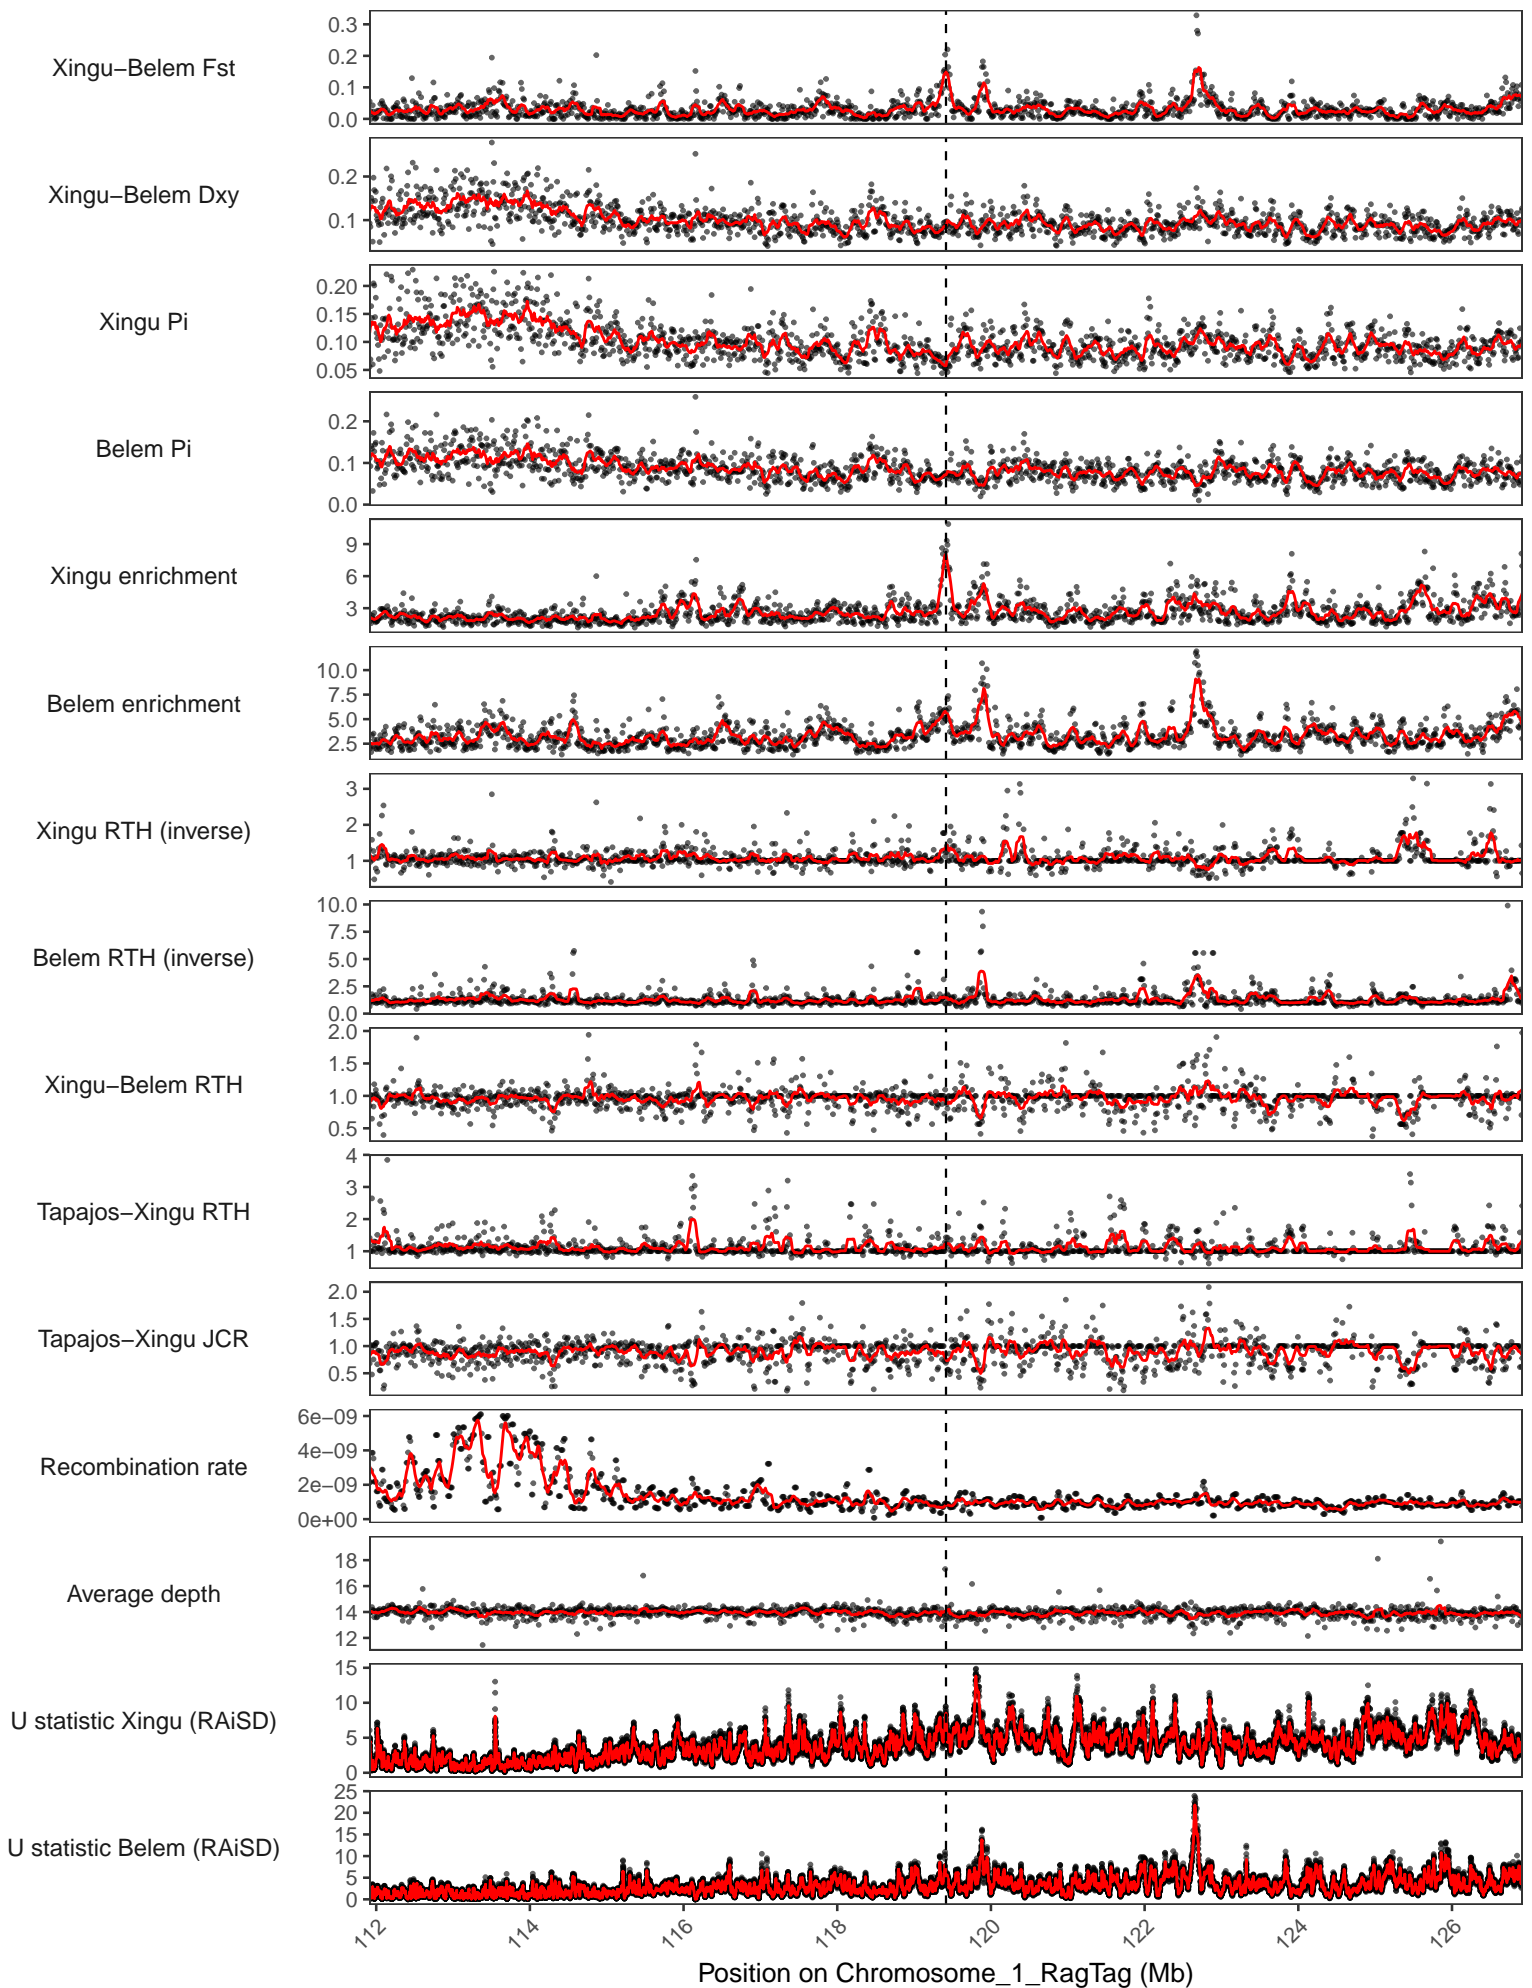 Xingu−Belem Fst
0.3
0.2
0.1
0.0
Xingu−Belem Dxy
0.2
0.1
Xingu Pi
0.20
0.15
0.10
0.05
Belem Pi
0.2
0.1
0.0
Xingu enrichment
9
6
3
Belem enrichment
10.0
7.5
5.0
2.5
Xingu RTH (inverse)
3
2
1
Belem RTH (inverse)
10.0
7.5
5.0
2.5
0.0
Xingu−Belem RTH
2.0
1.5
1.0
0.5
Tapajos−Xingu RTH
4
3
2
1
Tapajos−Xingu JCR
2.0
1.5
1.0
0.5
Recombination rate
6e−09
4e−09
2e−09
0e+00
Average depth
18
16
14
12
U statistic Xingu (RAiSD)
15
10
5
0
U statistic Belem (RAiSD)
25
20
15
10
5
0
112 114 116 118 120 122 124 126
Position on Chromosome_1_RagTag (Mb)